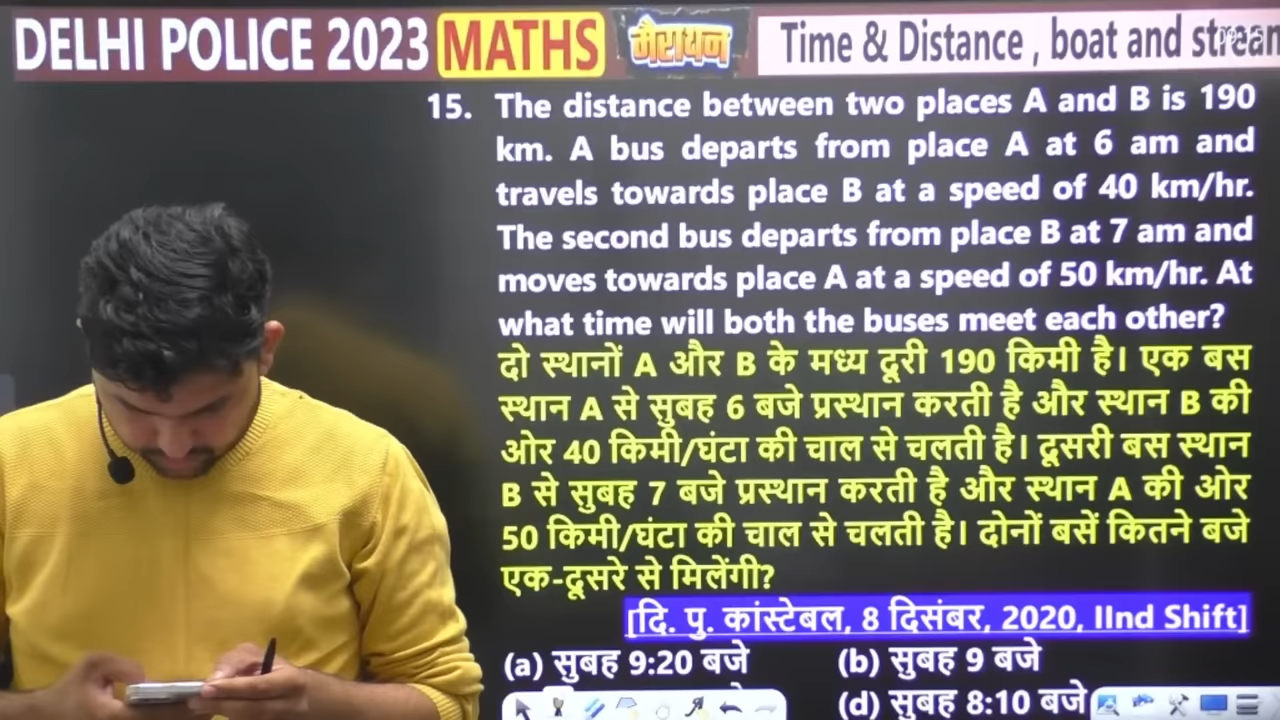 DELHI POLICE 2023 MATHS मैराथन Time & Distance , boat and stream
15. The distance between two places A and B is 190
km. A bus departs from place A at 6 am and
travels towards place B at a speed of 40 km/hr.
The second bus departs from place B at 7 am and
moves towards place A at a speed of 50 km/hr. At
what time will both the buses meet each other?
दो स्थानों A और B के मध्य दूरी 190 किमी है। एक बस
स्थान A से सुबह 6 बजे प्रस्थान करती है और स्थान B की
ओर 40 किमी/घंटा की चाल से चलती है। दूसरी बस स्थान
B से सुबह 7 बजे प्रस्थान करती है और स्थान A की ओर
50 किमी/घंटा की चाल से चलती है। दोनों बसें कितने बजे
एक-दूसरे से मिलेंगी?
[दि. पु. कांस्टेबल, 8 दिसंबर, 2020, IInd Shift]
(a) सुबह 9:20 बजे (b) सुबह 9 बजे
(d) सुबह 8:10 बजे